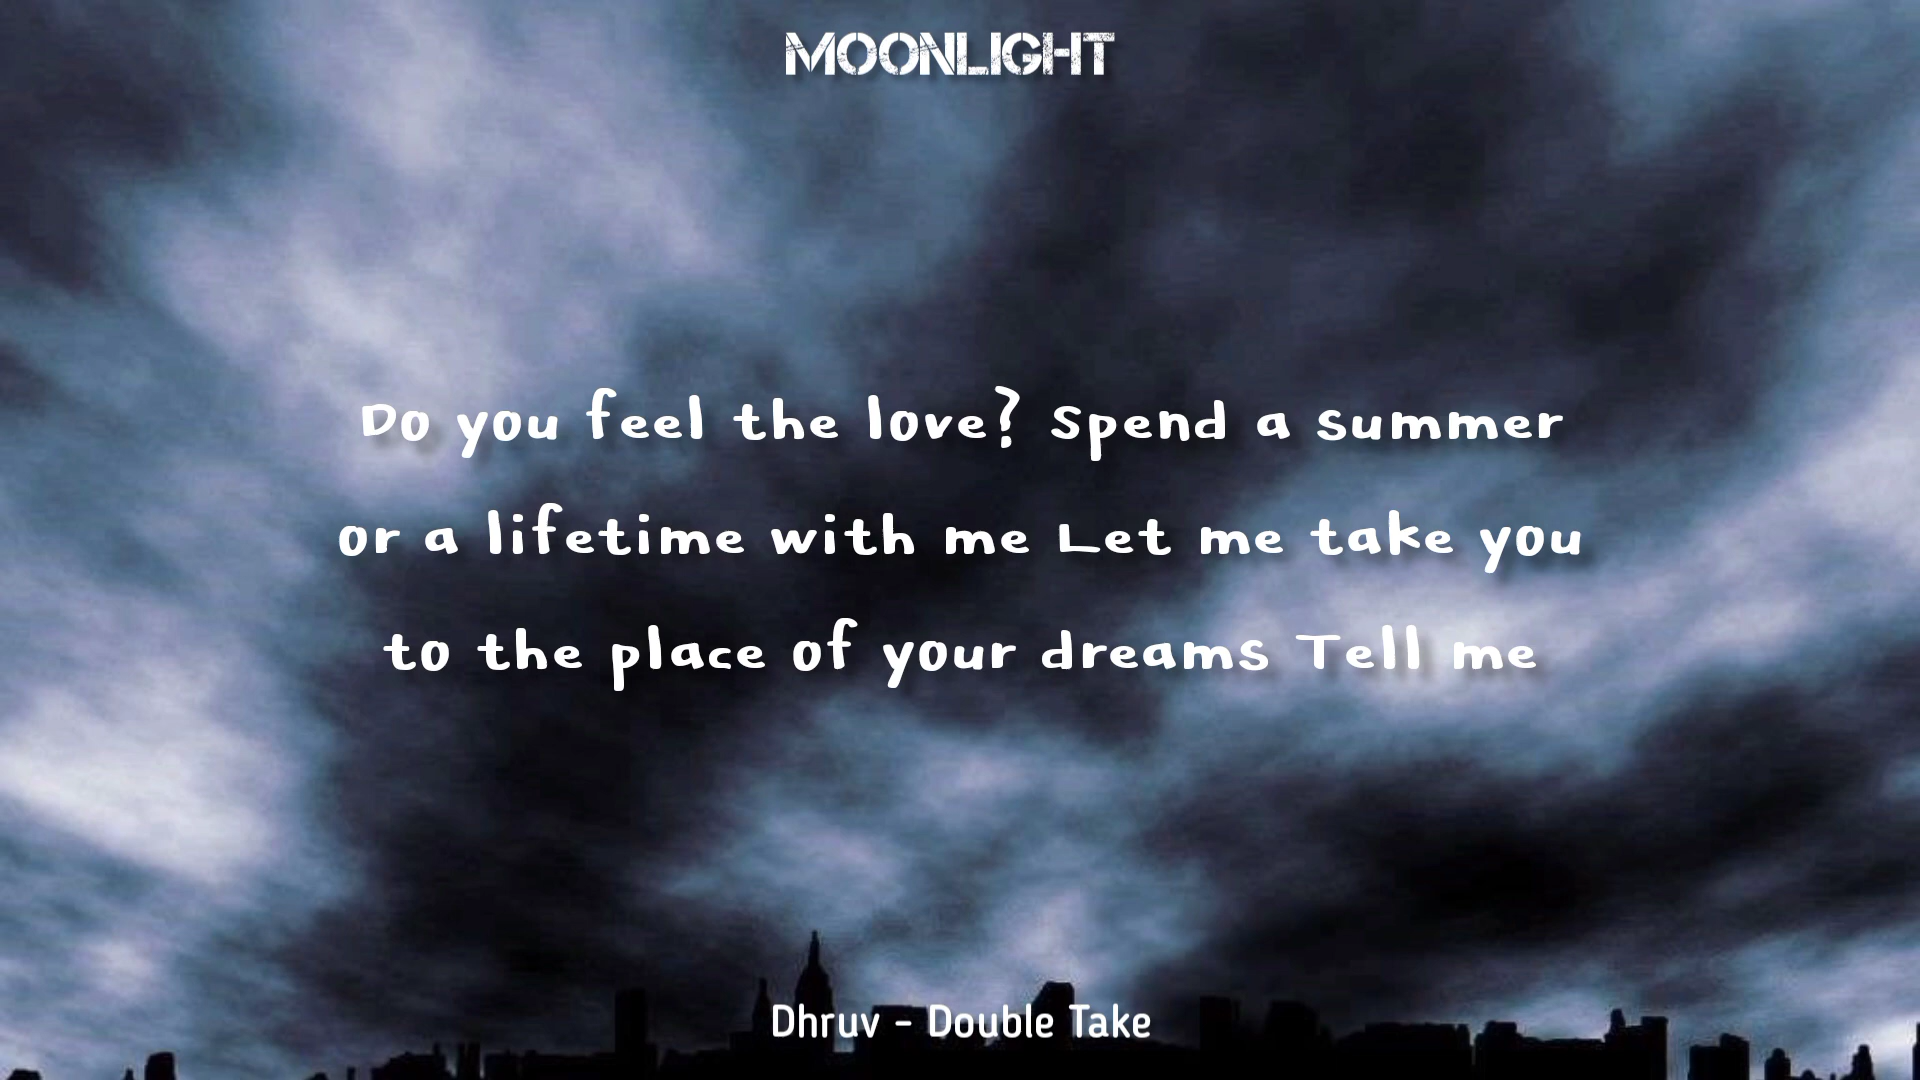 MOONLIGHT
Do you feel the love? Spend a summer
or a lifetime with me Let me take you
to the place of your dreams Tell me
Dhruv - Double Take